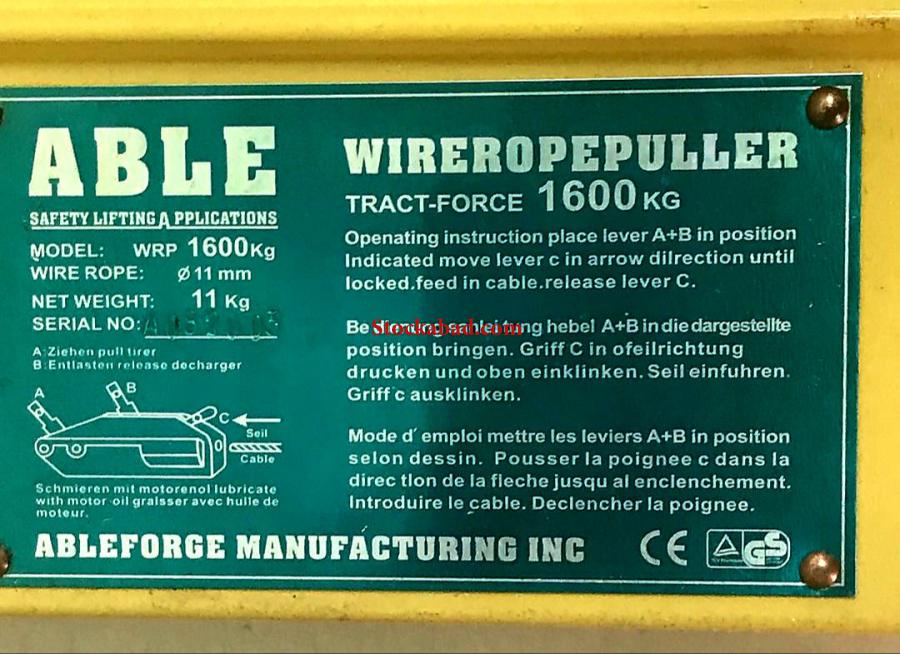 ABLE
SAFETY LIFTING APPLICATIONS
MODEL: WRP 1600Kg
WIRE ROPE: Ø11 mm
NET WEIGHT: 11 Kg
SERIAL NO:
A:Ziehen pull tirer
B:Entlasten release decharger
A
B
C
Seil
Cable
Schmieren mit motorenol lubricate
with motor oil graisser avec huile de
moteur.
WIREROPEPULLER
TRACT-FORCE 1600 KG
Openating instruction place lever A+B in position
Indicated move lever c in arrow dilrection until
locked.feed in cable.release lever C.
hebel A+B in die dargestellte
position bringen. Griff C in ofeilrichtung
drucken und oben einklinken. Seil einfuhren.
Griff c ausklinken.
Mode d' emploi mettre les leviers A+B in position
selon dessin. Pousser la poignee c dans la
direc tlon de la fleche jusqu al enclenchement.
Introduire le cable. Declencher la poignee.
ABLEFORGE MANUFACTURING INC
CE
GS